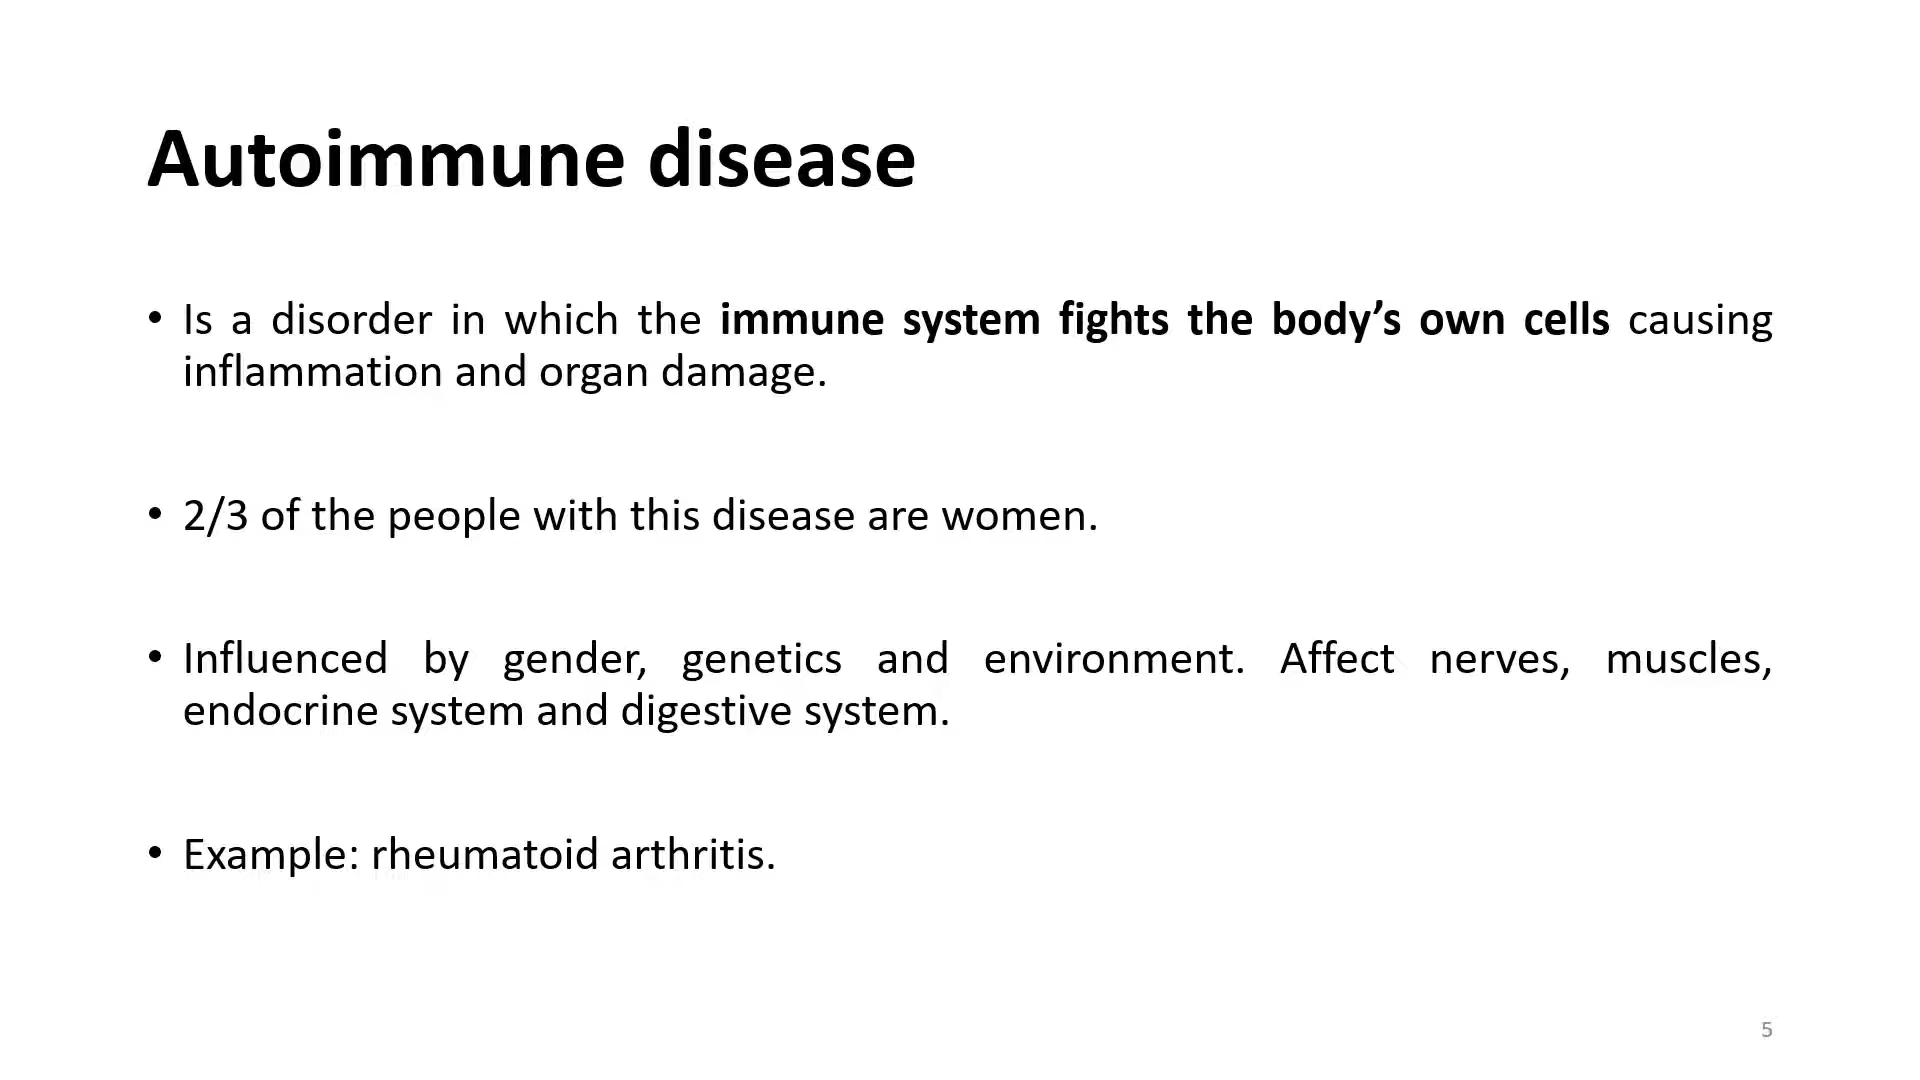 Autoimmune disease
• Is a disorder in which the immune system fights the body’s own cells causing
inflammation and organ damage.
• 2/3 of the people with this disease are women.
• Influenced by gender, genetics and environment. Affect nerves, muscles,
endocrine system and digestive system.
• Example: rheumatoid arthritis.
5